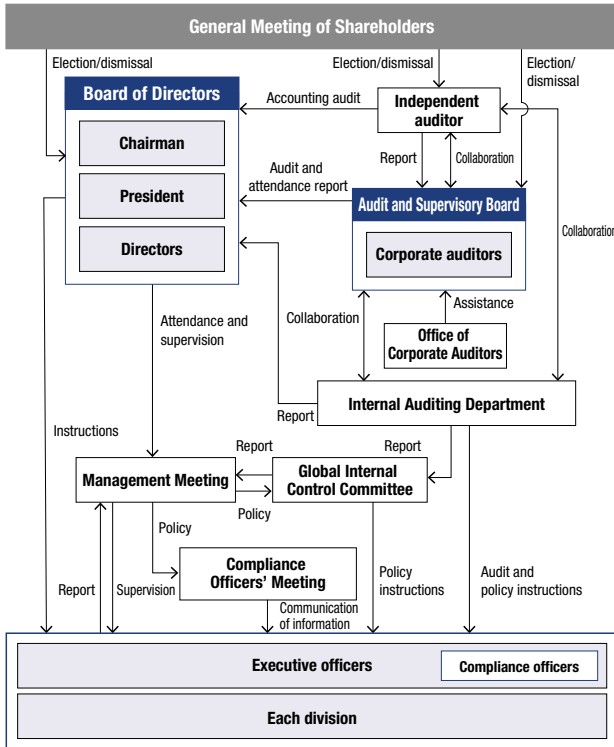 General Meeting of Shareholders
Election/dismissal
Election/dismissal
Election/
dismissal
Board of Directors
Chairman
President
Directors
Accounting audit
Independent
auditor
Report
Collaboration
Audit and
attendance report
Audit and Supervisory Board
Corporate auditors
Collaboration
Assistance
Office of
Corporate Auditors
Attendance and
supervision
Collaboration
Internal Auditing Department
Report
Instructions
Report
Report
Management Meeting
Global Internal
Control Committee
Policy
Policy
Compliance
Officers’ Meeting
Report
Supervision
Communication
of information
Policy
instructions
Audit and
policy instructions
Executive officers
Compliance officers
Each division